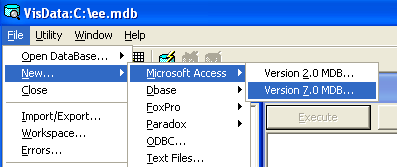 VisData:C:\ee.mdb
File Utility Window Help
Open DataBase...
New...
Close
Import/Export...
Workspace...
Errors...
Microsoft Access
Dbase
FoxPro
Paradox
ODBC...
Text Files...
Version 2.0 MDB...
Version 7.0 MDB...
Execute